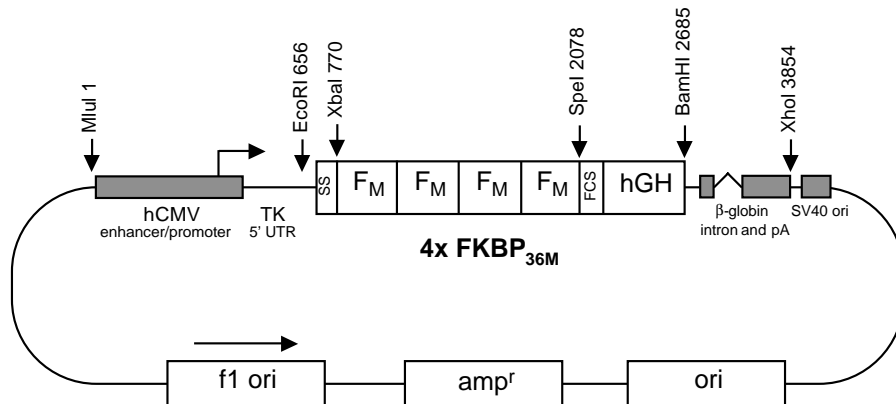 MluI 1
EcoRI 656
XbaI 770
SpeI 2078
BamHI 2685
XhoI 3854
SS
FM
FM
FM
FM
FCS
hGH
hCMV
enhancer/promoter
TK
5' UTR
β-globin
intron and pA
SV40 ori
4x FKBP36M
f1 ori
ampr
ori